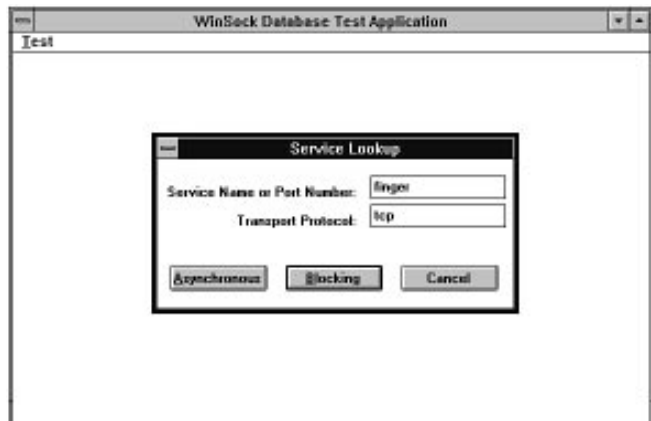 WinSock Database Test Application
Test
Service Lookup
Service Name or Port Number: finger
Transport Protocol: tcp
Asynchronous Blocking Cancel